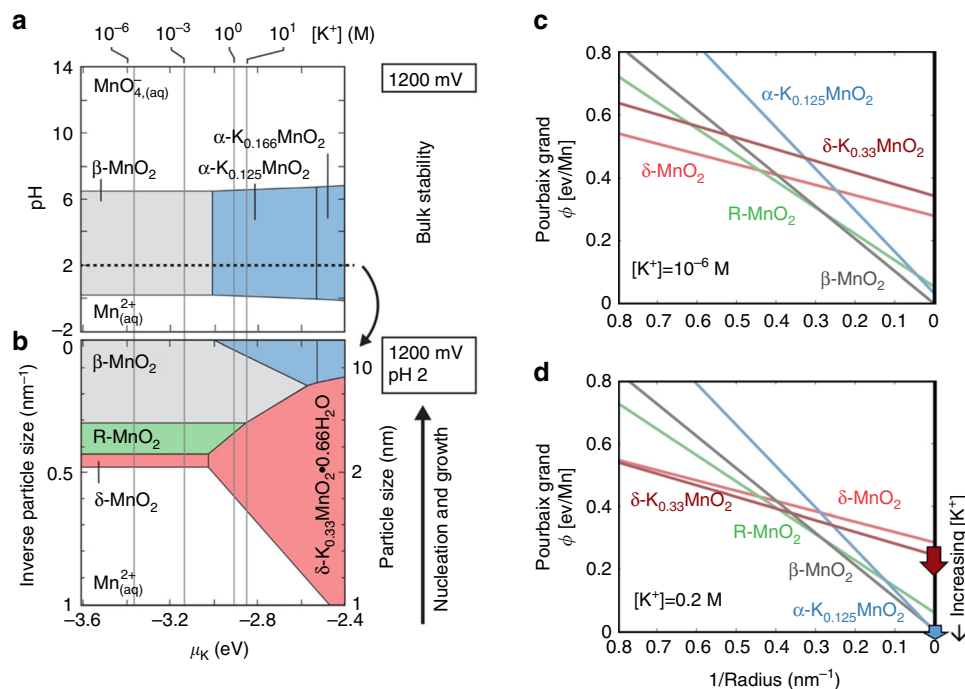 a
10⁻⁶ 10⁻³ 10⁰ 10¹ [K⁺] (M)
14
10
6
2
−2
pH
MnO₄⁻,(aq)
α-K₀.₁₆₆MnO₂
α-K₀.₁₂₅MnO₂
β-MnO₂
Mn²⁺(aq)
1200 mV
Bulk stability
b
0
0.5
1
Inverse particle size (nm⁻¹)
β-MnO₂
R-MnO₂
δ-MnO₂
Mn²⁺(aq)
δ-K₀.₃₃MnO₂•0.66H₂O
10
2
1
Particle size (nm)
1200 mV
pH 2
Nucleation and growth
−3.6 −3.2 −2.8 −2.4
μK (eV)
c
0.8
0.6
0.4
0.2
0
Pourbaix grand
ϕ [ev/Mn]
α-K₀.₁₂₅MnO₂
δ-K₀.₃₃MnO₂
δ-MnO₂
R-MnO₂
β-MnO₂
[K⁺]=10⁻⁶ M
0.8 0.7 0.6 0.5 0.4 0.3 0.2 0.1 0
d
0.8
0.6
0.4
0.2
0
Pourbaix grand
ϕ [ev/Mn]
δ-MnO₂
δ-K₀.₃₃MnO₂
R-MnO₂
β-MnO₂
α-K₀.₁₂₅MnO₂
[K⁺]=0.2 M
← Increasing [K⁺]
0.8 0.7 0.6 0.5 0.4 0.3 0.2 0.1 0
1/Radius (nm⁻¹)